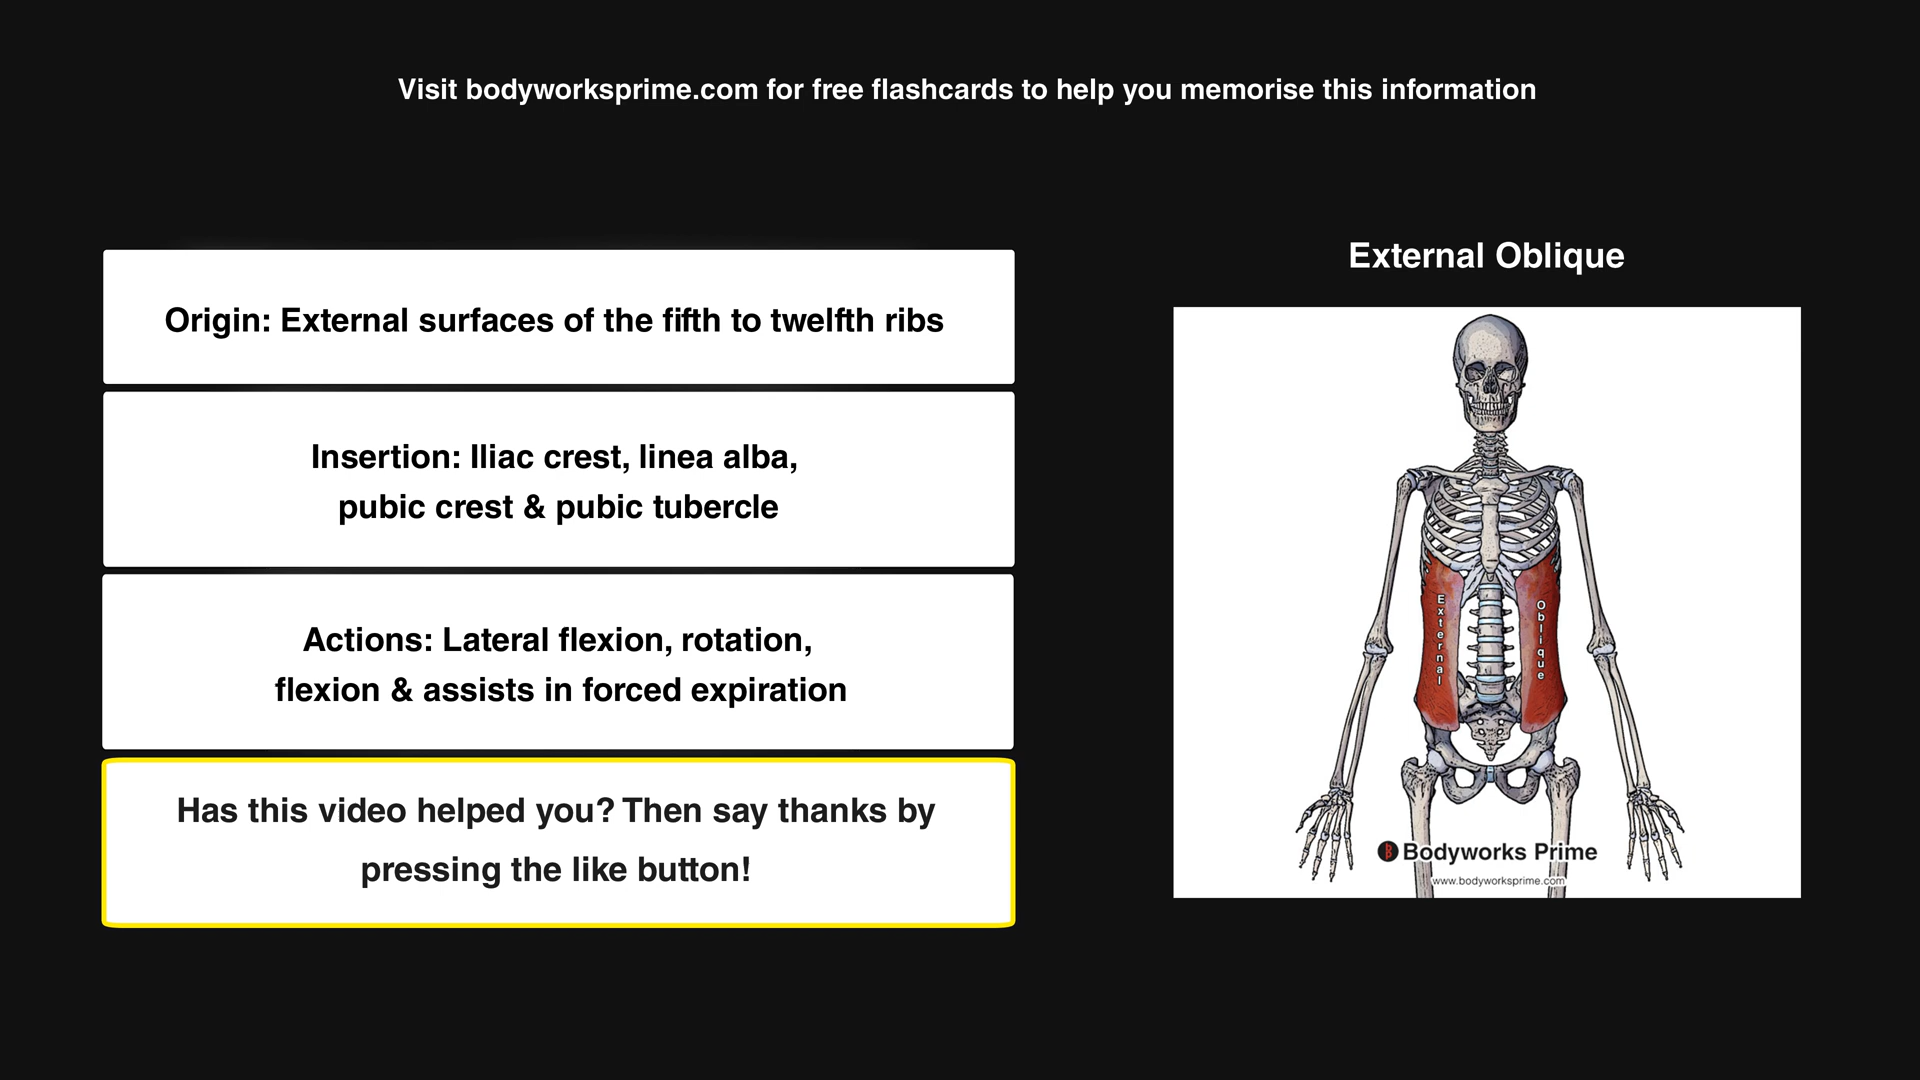 Visit bodyworksprime.com for free flashcards to help you memorise this information
Origin: External surfaces of the fifth to twelfth ribs
Insertion: Iliac crest, linea alba,
pubic crest & pubic tubercle
Actions: Lateral flexion, rotation,
flexion & assists in forced expiration
Has this video helped you? Then say thanks by
pressing the like button!
External Oblique
External
Oblique
bp Bodyworks Prime
www.bodyworksprime.com